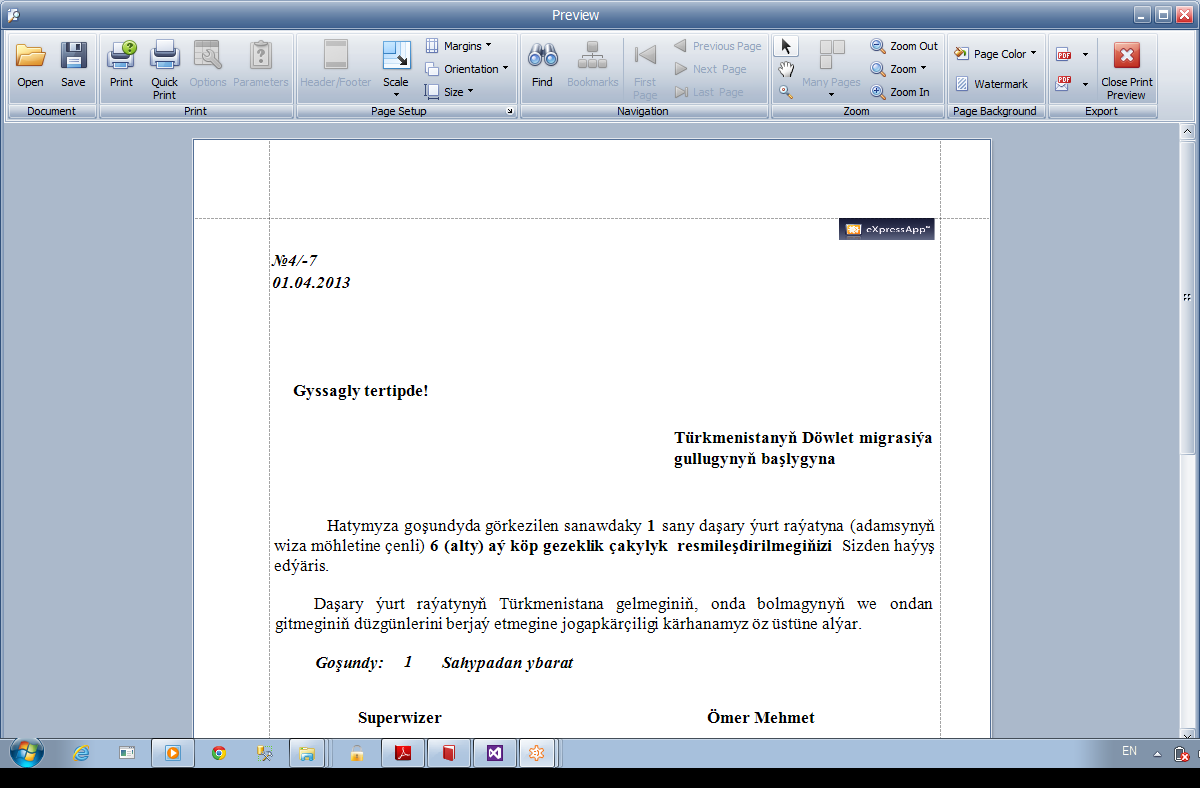 Preview
Margins
Previous Page
Zoom Out
Page Color
Orientation
Next Page
Zoom
Open Save Print Quick Print Options Parameters Header/Footer Scale Size Find Bookmarks First Page Last Page Many Pages Zoom In Watermark Close Print Preview
Document Print Page Setup Navigation Zoom Page Background Export
eXpressApp™
№4/-7
01.04.2013
Gyssagly tertipde!
Türkmenistanyň Döwlet migrasiýa
gullugynyň başlygyna
Hatymyza goşundyda görkezilen sanawdaky 1 sany daşary ýurt raýatyna (adamsynyň
wiza möhletine çenli) 6 (alty) aý köp gezeklik çakylyk resmileşdirilmegiňizi Sizden haýyş
edýäris.
Daşary ýurt raýatynyň Türkmenistana gelmeginiň, onda bolmagynyň we ondan
gitmeginiň düzgünlerini berjaý etmegine jogapkärçiligi kärhanamyz öz üstüne alýar.
Goşundy: 1 Sahypadan ybarat
Superwizer Ömer Mehmet
EN